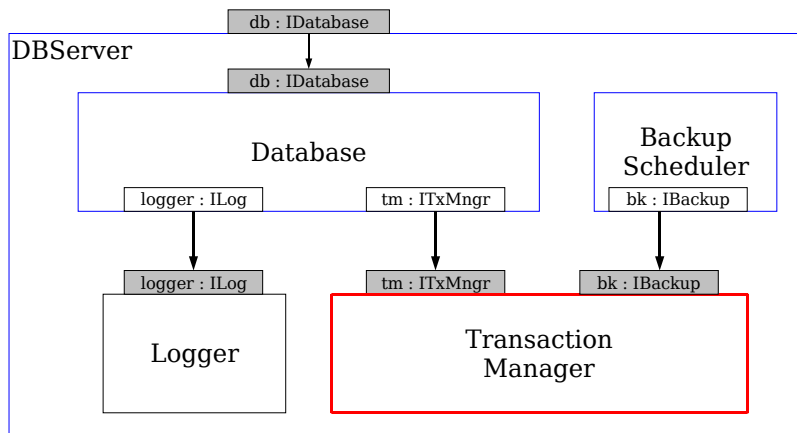 db : IDatabase
DBServer
db : IDatabase
Database
Backup
Scheduler
logger : ILog
tm : ITxMngr
bk : IBackup
logger : ILog
tm : ITxMngr
bk : IBackup
Logger
Transaction
Manager